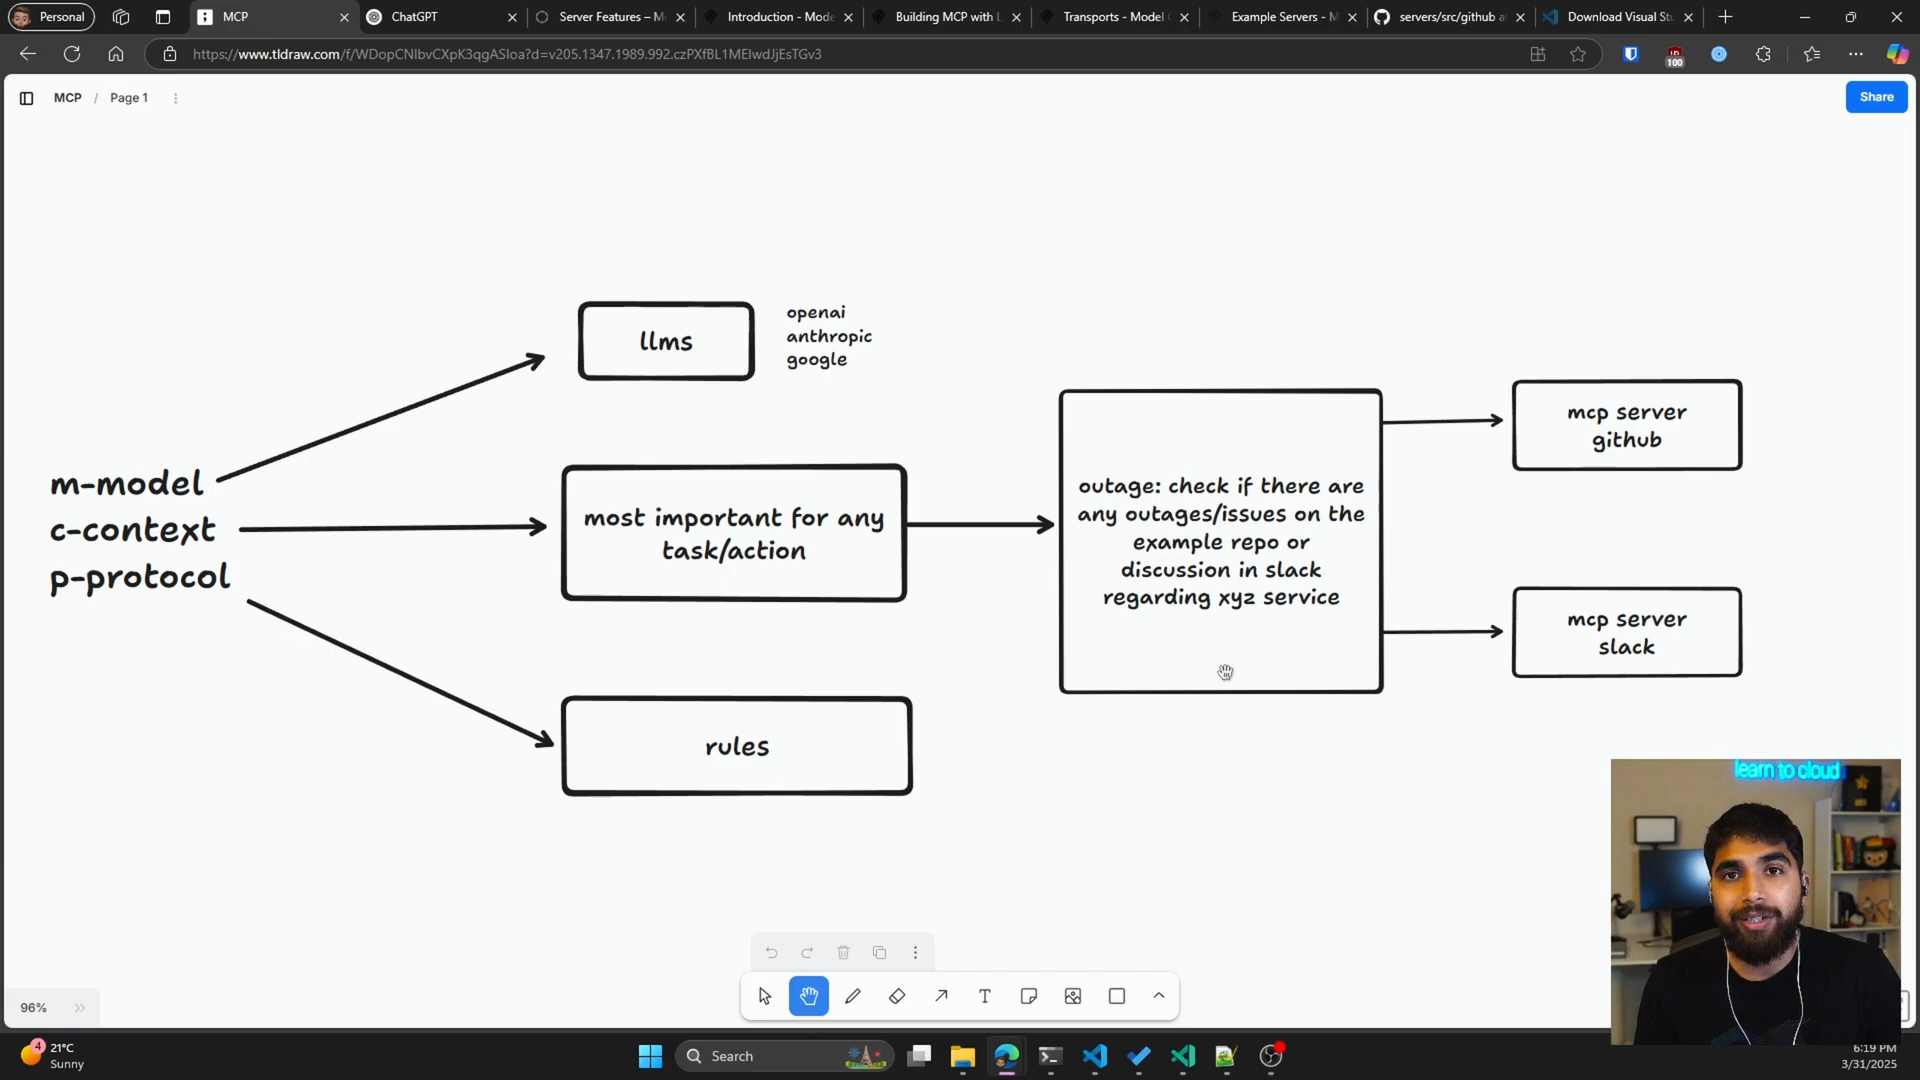 Personal
MCP
ChatGPT
Server Features – M
Introduction - Mode
Building MCP with L
Transports - Model C
Example Servers - M
servers/src/github a
Download Visual Stu
https://www.tldraw.com/f/WDopCNIbvCXpK3qgASIoa?d=v205.1347.1989.992.czPXfBL1MEIwdJjEsTGv3
100
MCP / Page 1
Share
llms
openai
anthropic
google
m-model
c-context
p-protocol
most important for any
task/action
rules
outage: check if there are
any outages/issues on the
example repo or
discussion in slack
regarding xyz service
mcp server
github
mcp server
slack
learn to cloud
96%
T
4
21°C
Sunny
Search
6:19 PM
3/31/2025